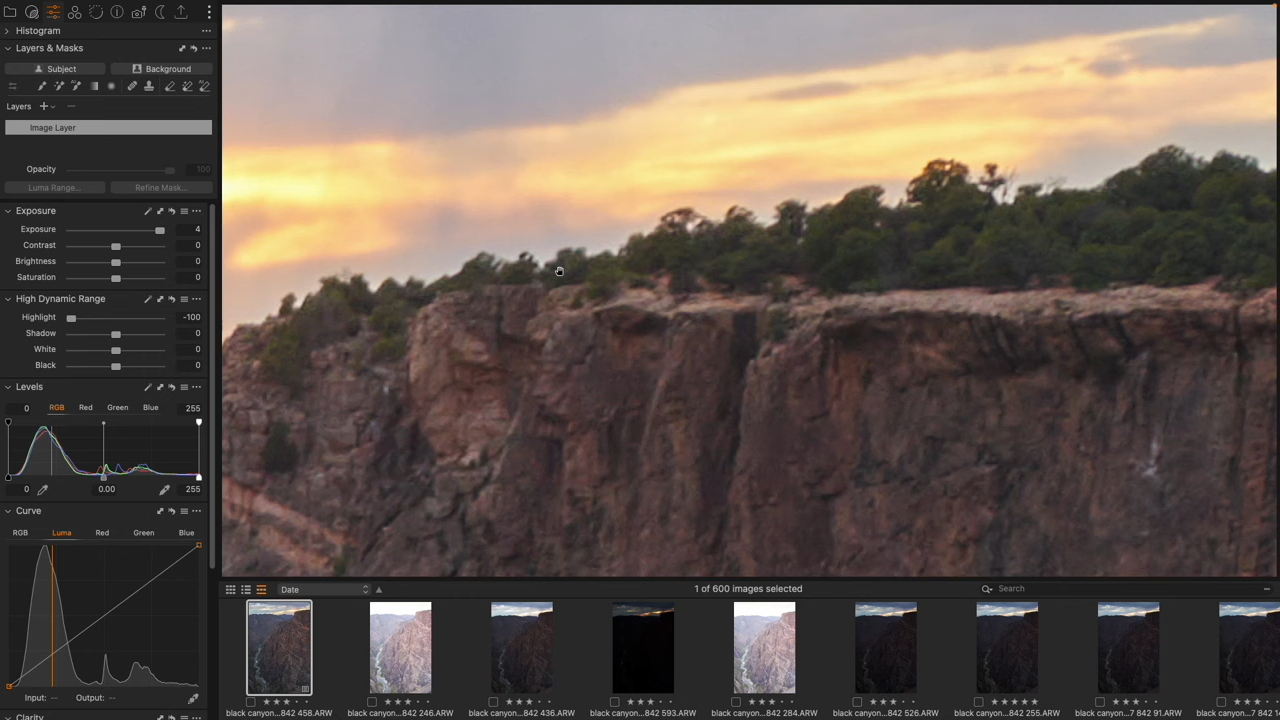 Histogram
Layers & Masks
Subject
Background
Layers
Image Layer
Opacity 100
Luma Range...
Refine Mask...
Exposure
Exposure 4
Contrast 0
Brightness 0
Saturation 0
High Dynamic Range
Highlight -100
Shadow 0
White 0
Black 0
Levels
0 RGB Red Green Blue 255
0 0.00 255
Curve
RGB Luma Red Green Blue
Input: -- Output: --
Clarity
Date
1 of 600 images selected
Search
black canyon...842 458.ARW
black canyon...842 246.ARW
black canyon...842 436.ARW
black canyon...842 593.ARW
black canyon...842 284.ARW
black canyon...842 526.ARW
black canyon...842 255.ARW
black canyon... 7 842 91.ARW
black canyon...842 1